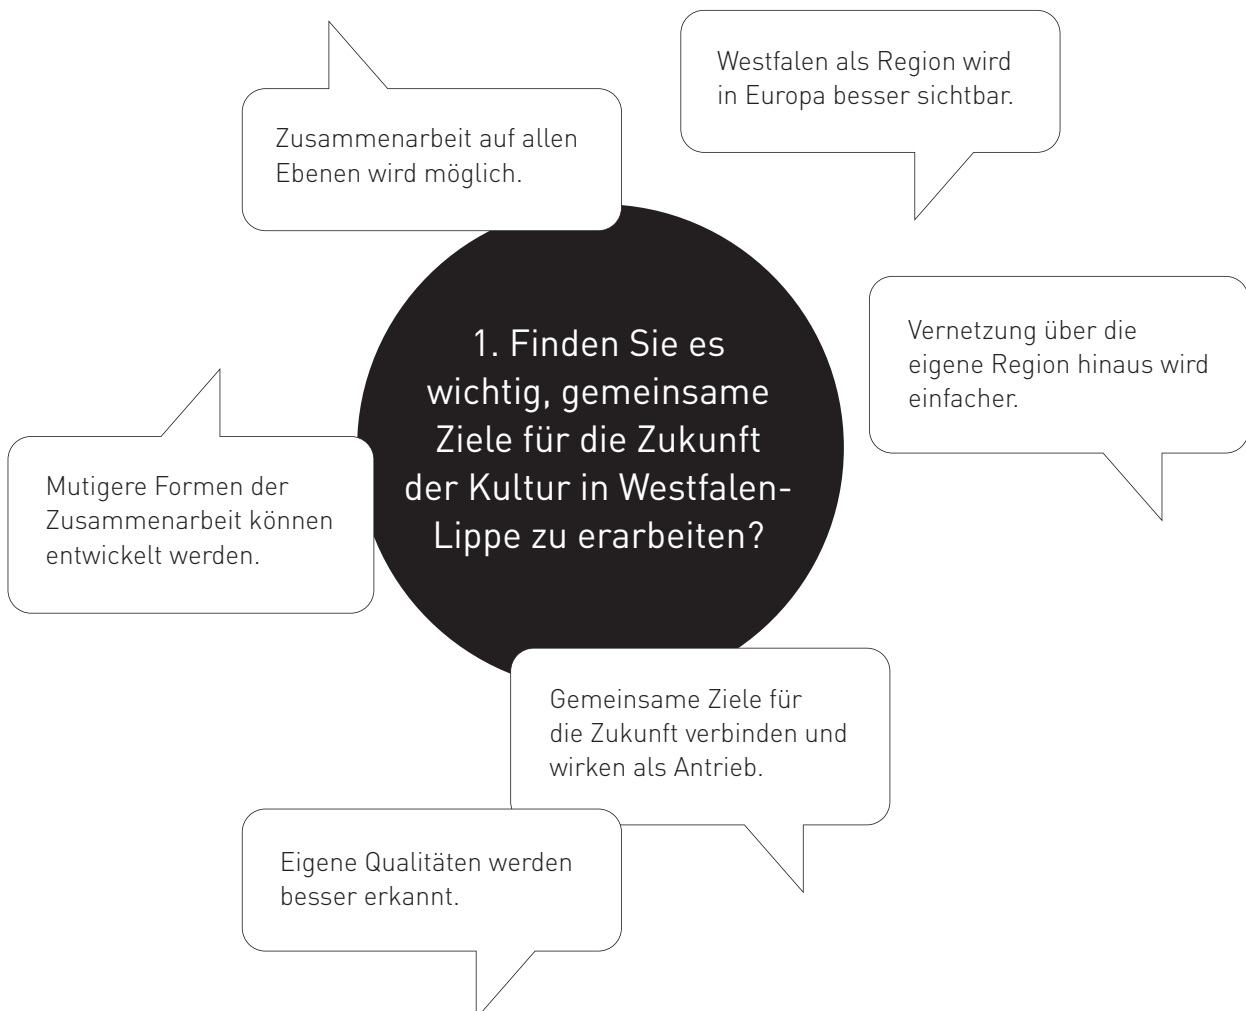 Westfalen als Region wird
in Europa besser sichtbar.
Zusammenarbeit auf allen
Ebenen wird möglich.
Vernetzung über die
eigene Region hinaus wird
einfacher.
1. Finden Sie es
wichtig, gemeinsame
Ziele für die Zukunft
der Kultur in Westfalen-
Lippe zu erarbeiten?
Mutigere Formen der
Zusammenarbeit können
entwickelt werden.
Gemeinsame Ziele für
die Zukunft verbinden und
wirken als Antrieb.
Eigene Qualitäten werden
besser erkannt.